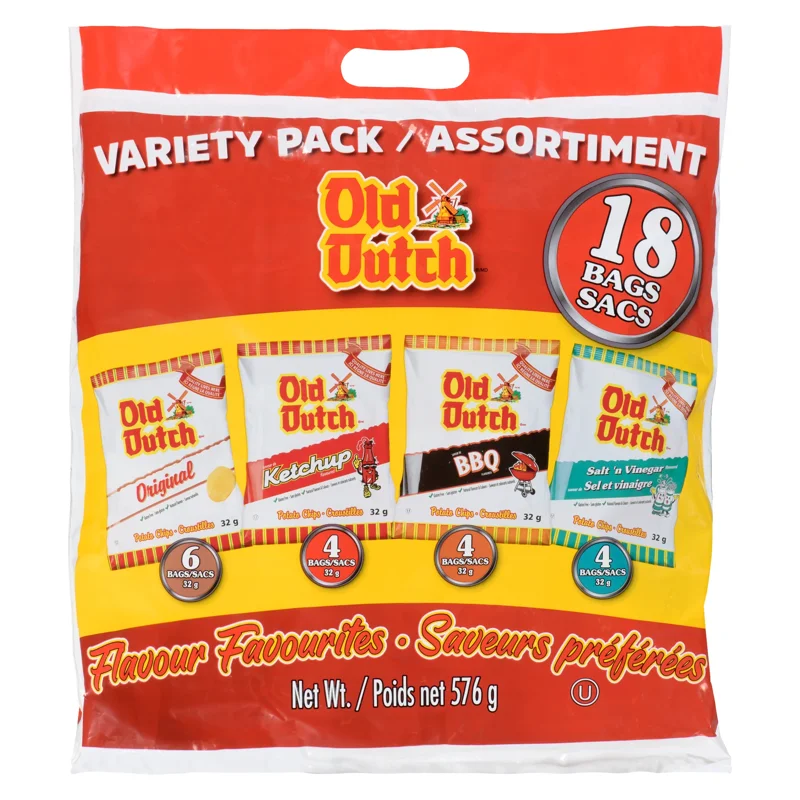 VARIETY PACK / ASSORTIMENT
Old
Dutch
18
BAGS
SACS
Old
Dutch
Original
Potato Chips • Croustilles
32 g
Old
Dutch
Ketchup
Potato Chips • Croustilles
32 g
Old
Dutch
BBQ
Potato Chips • Croustilles
32 g
Old
Dutch
Salt 'n Vinegar
Sel et vinaigre
Potato Chips • Croustilles
32 g
6
BAGS/SACS
32 g
4
BAGS/SACS
32 g
4
BAGS/SACS
32 g
4
BAGS/SACS
32 g
Flavour Favourites • Saveurs préférées
Net Wt. / Poids net 576 g
U